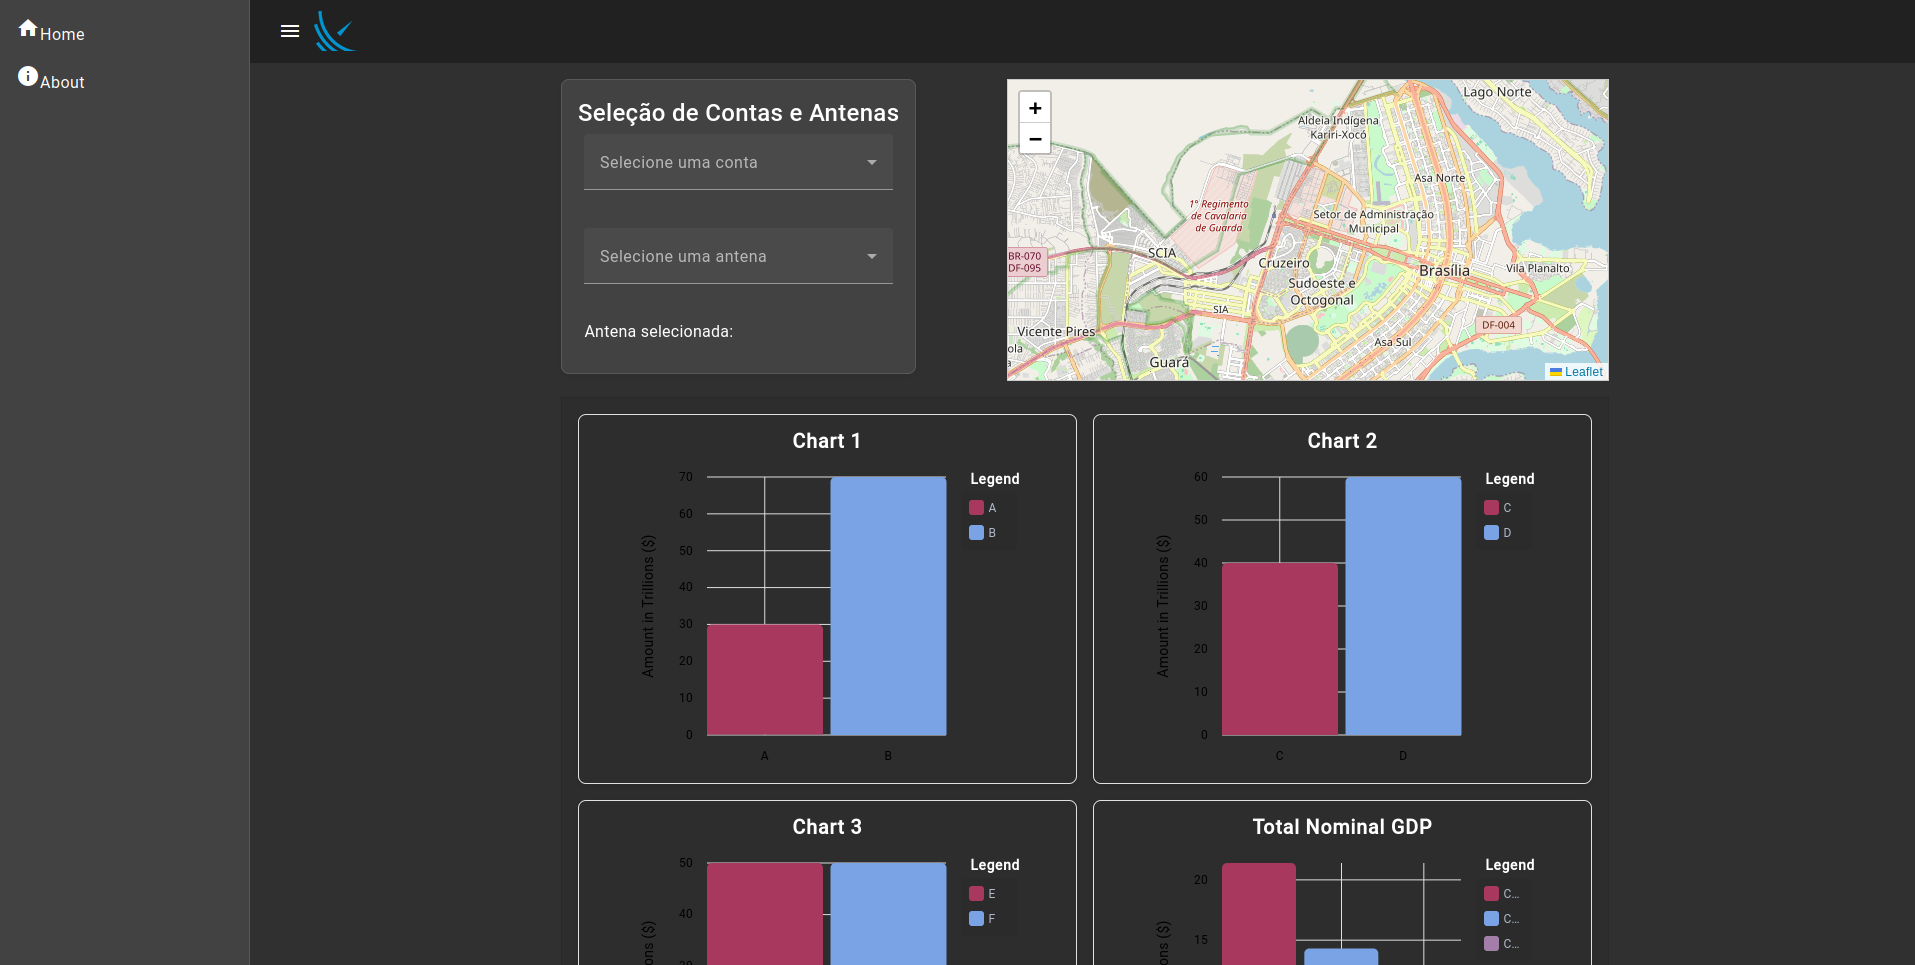 Home
About
Seleção de Contas e Antenas
Selecione uma conta
Selecione uma antena
Antena selecionada:
+
−
Lago Norte
Aldeia Indígena
Kariri-Xocó
Asa Norte
1º Regimento
de Cavalaria
de Guarda
Setor de Administração
Municipal
SCIA
BR-070
DF-095
Cruzeiro
Brasília
Vila Planalto
Sudoeste e
Octogonal
SIA
DF-004
Vicente Pires
Asa Sul
ola
Guará
Leaflet
Chart 1
Legend
A
B
Amount in Trillions ($)
70
60
50
40
30
20
10
0
A
B
Chart 2
Legend
C
D
Amount in Trillions ($)
60
50
40
30
20
10
0
C
D
Chart 3
Legend
E
F
50
40
ons ($)
Total Nominal GDP
Legend
C...
C...
C...
20
15
ons ($)